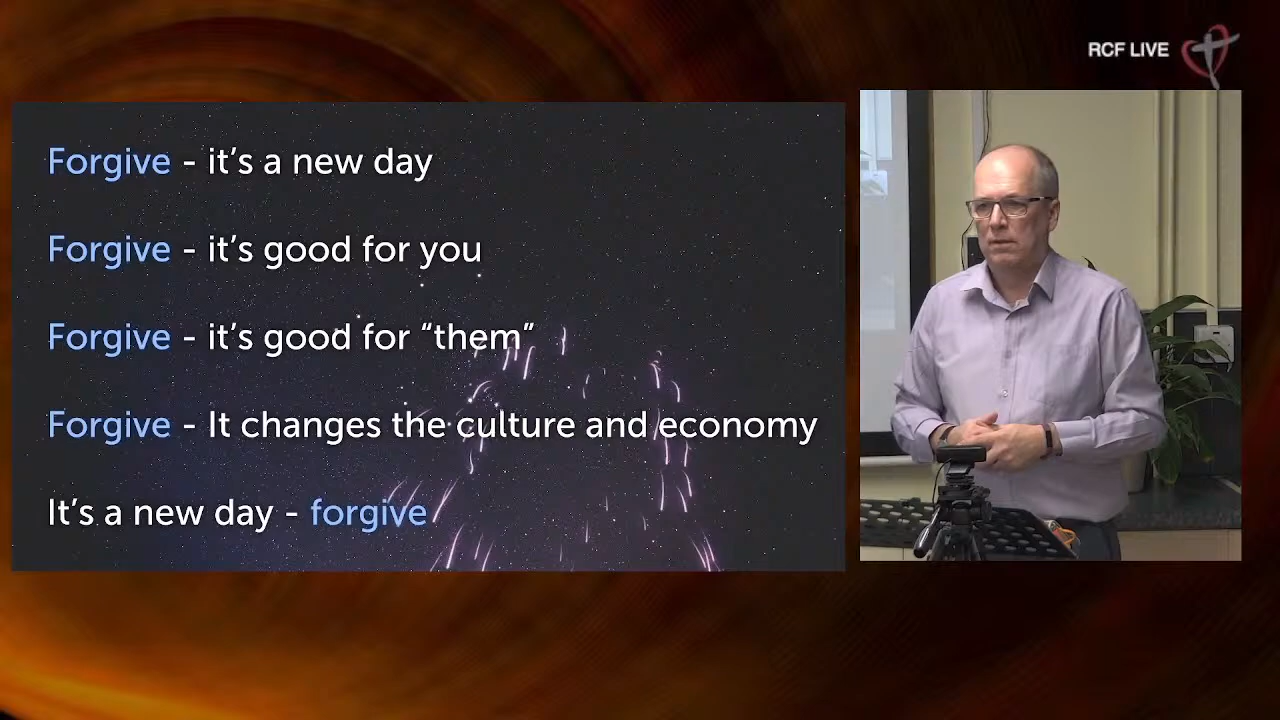 RCF LIVE
Forgive - it’s a new day
Forgive - it’s good for you
Forgive - it’s good for “them”
Forgive - It changes the culture and economy
It’s a new day - forgive